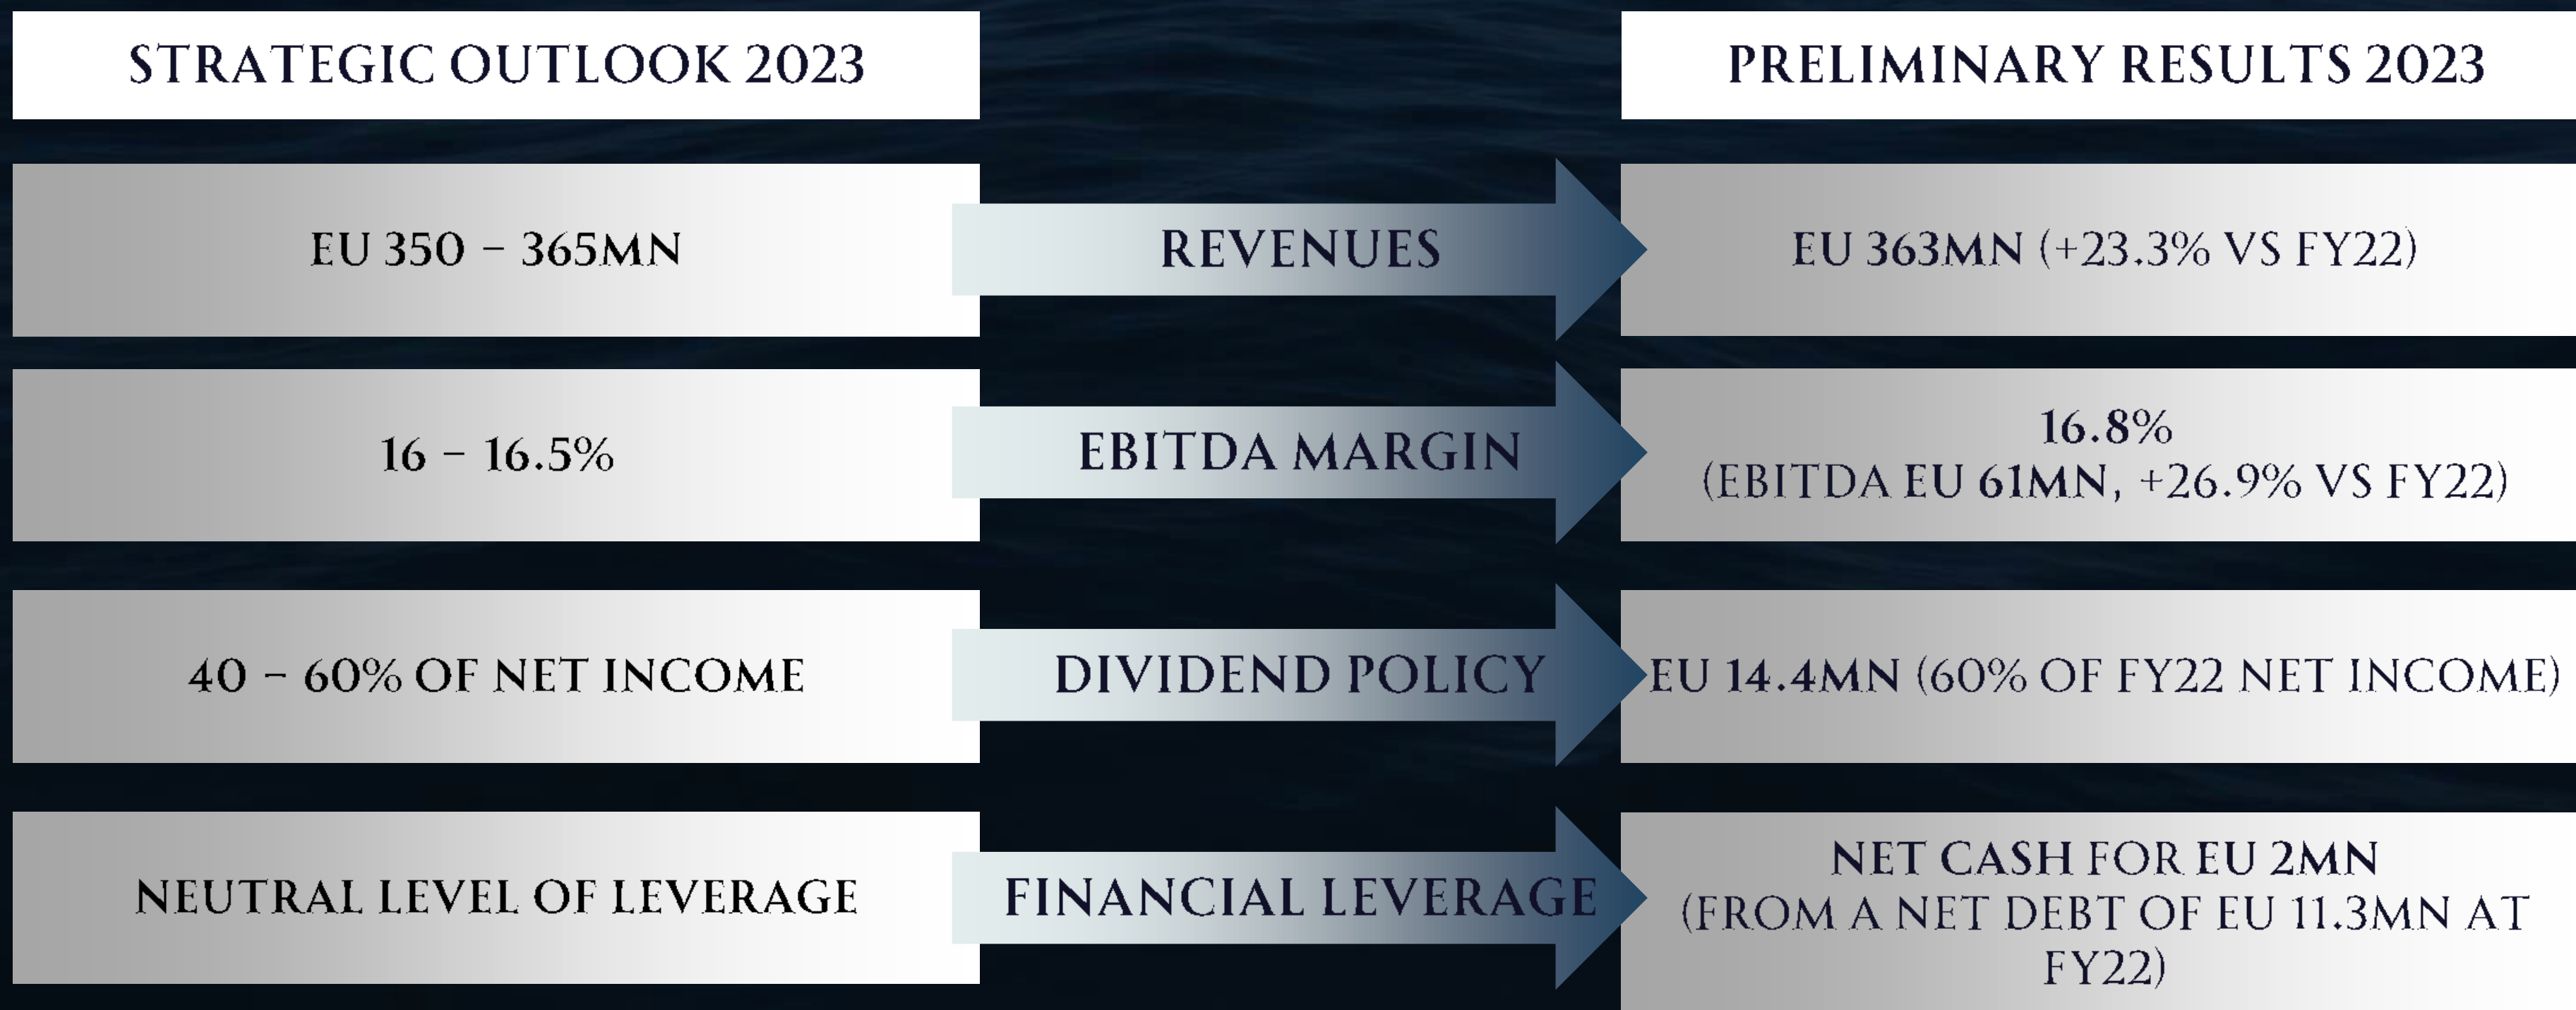 STRATEGIC OUTLOOK 2023
PRELIMINARY RESULTS 2023
EU 350 – 365MN
REVENUES
EU 363MN (+23.3% VS FY22)
16 – 16.5%
EBITDA MARGIN
16.8%
(EBITDA EU 61MN, +26.9% VS FY22)
40 – 60% OF NET INCOME
DIVIDEND POLICY
EU 14.4MN (60% OF FY22 NET INCOME)
NEUTRAL LEVEL OF LEVERAGE
FINANCIAL LEVERAGE
NET CASH FOR EU 2MN
(FROM A NET DEBT OF EU 11.3MN AT
FY22)